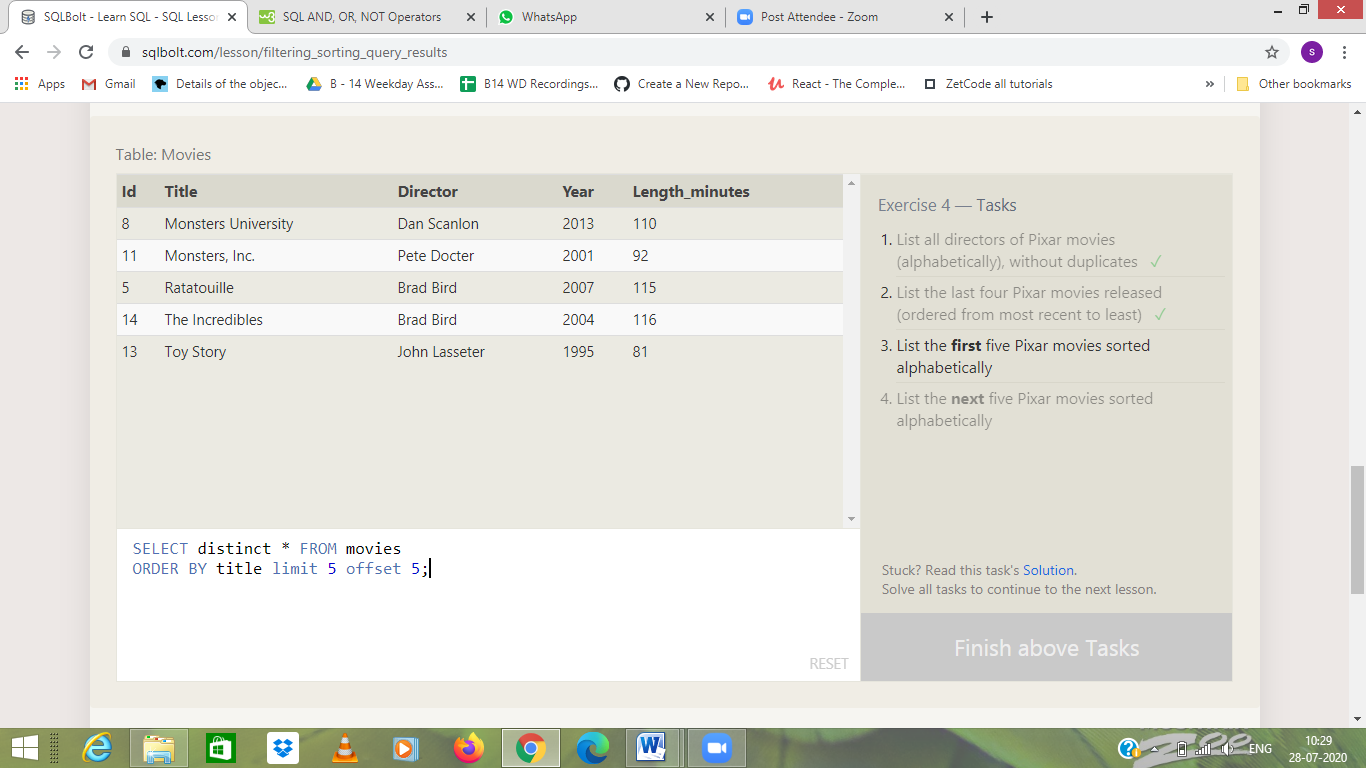 SQLBolt - Learn SQL - SQL Lesson
SQL AND, OR, NOT Operators
WhatsApp
Post Attendee - Zoom
sqlbolt.com/lesson/filtering_sorting_query_results
S
Apps
Gmail
Details of the objec...
B - 14 Weekday Ass...
B14 WD Recordings...
Create a New Repo...
React - The Comple...
ZetCode all tutorials
»
Other bookmarks
Table: Movies
Id Title Director Year Length_minutes
8 Monsters University Dan Scanlon 2013 110
11 Monsters, Inc. Pete Docter 2001 92
5 Ratatouille Brad Bird 2007 115
14 The Incredibles Brad Bird 2004 116
13 Toy Story John Lasseter 1995 81
SELECT distinct * FROM movies
ORDER BY title limit 5 offset 5;
RESET
Exercise 4 — Tasks
1. List all directors of Pixar movies
(alphabetically), without duplicates ✓
2. List the last four Pixar movies released
(ordered from most recent to least) ✓
3. List the first five Pixar movies sorted
alphabetically
4. List the next five Pixar movies sorted
alphabetically
Stuck? Read this task's Solution.
Solve all tasks to continue to the next lesson.
Finish above Tasks
ENG
10:29
28-07-2020